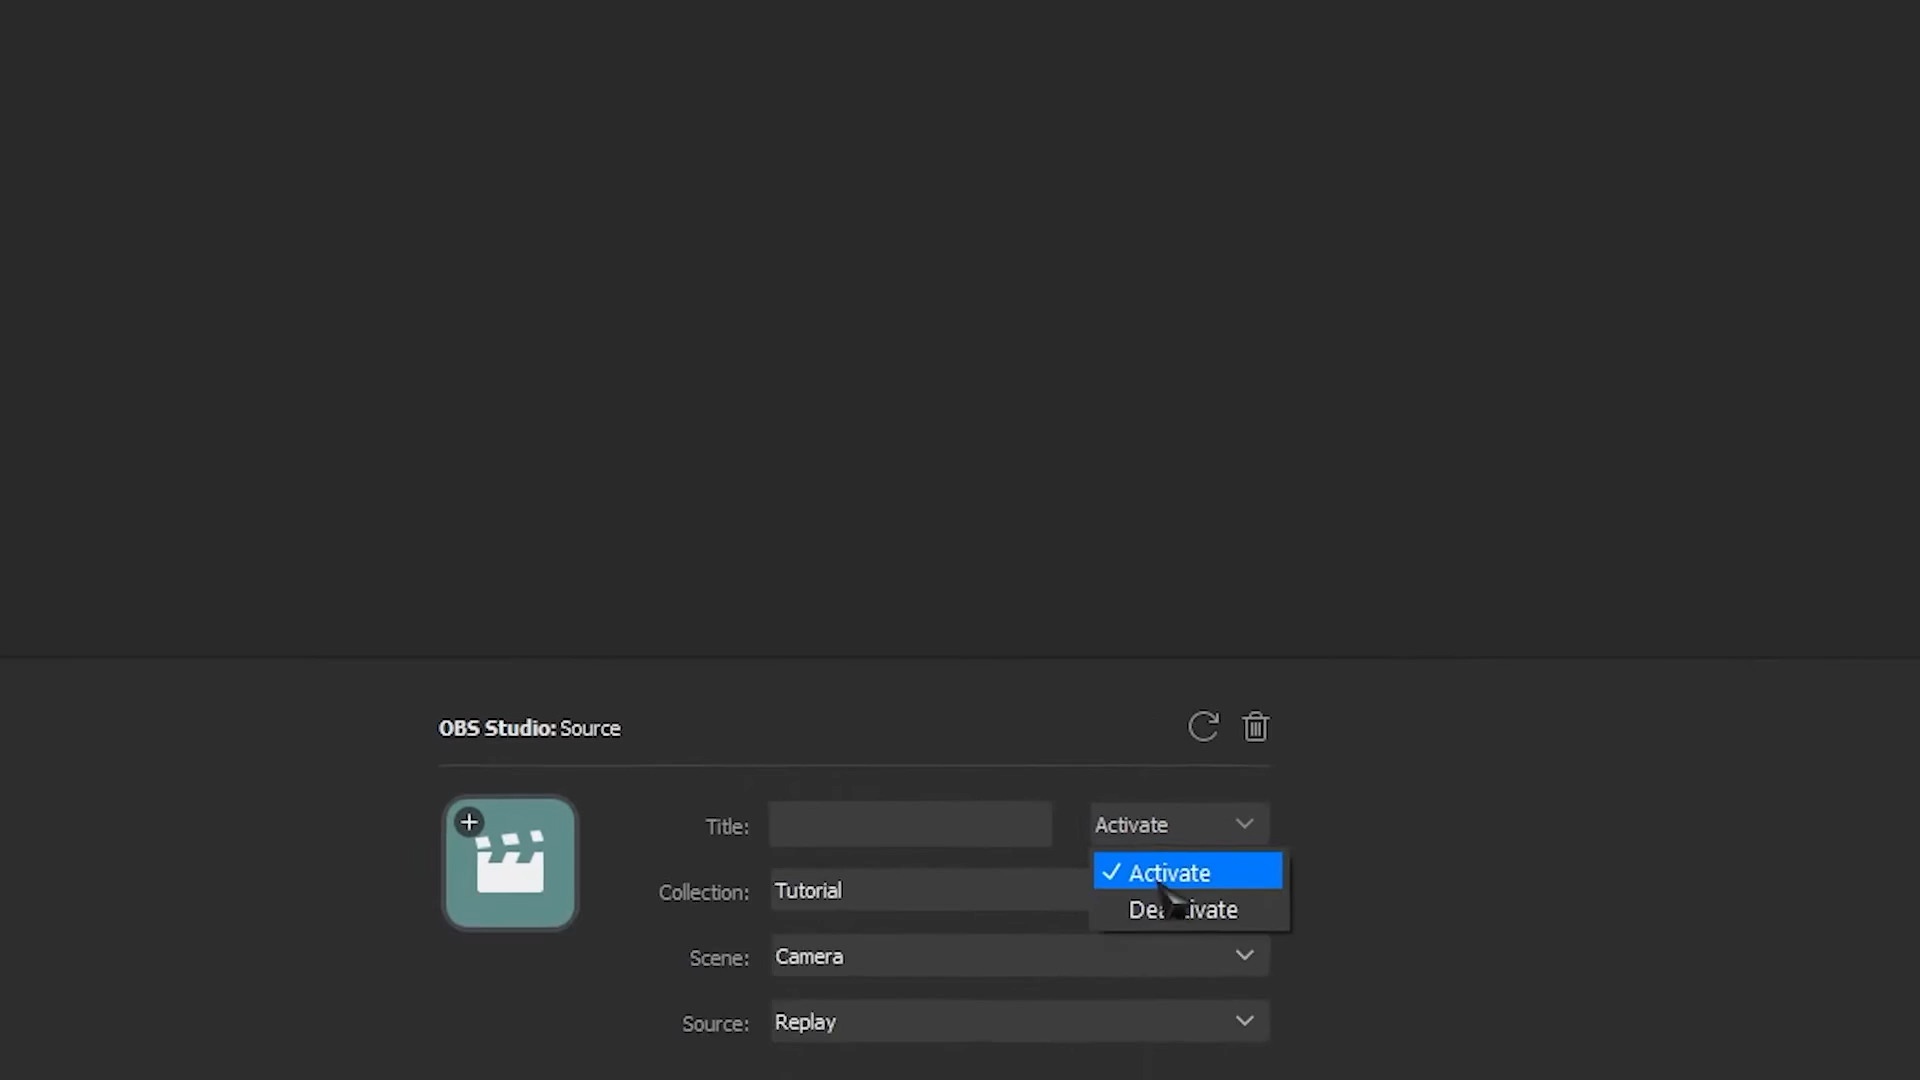 OBS Studio: Source
Title:
Activate
Activate
Collection: Tutorial
Deactivate
Scene: Camera
Source: Replay